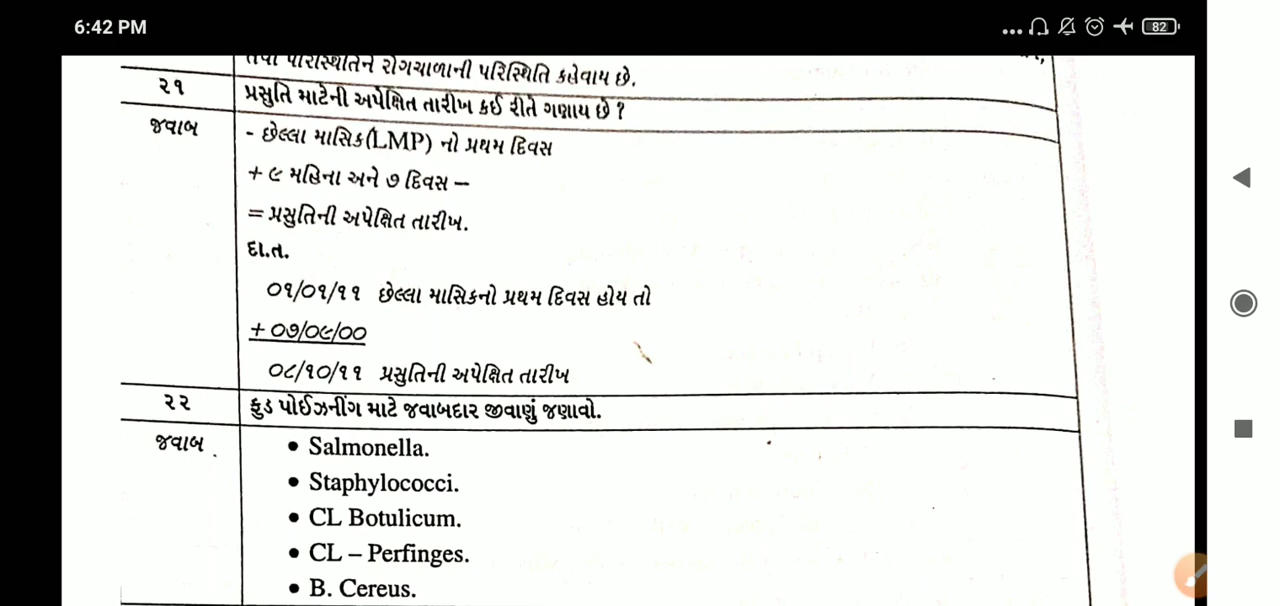 6:42 PM
82
તથા પરિસ્થિતિને રોગચાળાની પરિસ્થિતિ કહેવાય છે.
૨૧ પ્રસુતિ માટેની અપેક્ષિત તારીખ કઈ રીતે ગણાય છે ?
જવાબ - છેલ્લા માસિક(LMP) નો પ્રથમ દિવસ
+ ૯ મહિના અને ૭ દિવસ –
= પ્રસુતિની અપેક્ષિત તારીખ.
દા.ત.
૦૧/૦૧/૧૧ છેલ્લા માસિકનો પ્રથમ દિવસ હોય તો
+ ૦૭/૦૯/૦૦
૦૮/૧૦/૧૧ પ્રસુતિની અપેક્ષિત તારીખ
૨૨ ફુડ પોઈઝનીંગ માટે જવાબદાર જીવાણું જણાવો.
જવાબ . • Salmonella.
• Staphylococci.
• CL Botulicum.
• CL – Perfinges.
• B. Cereus.